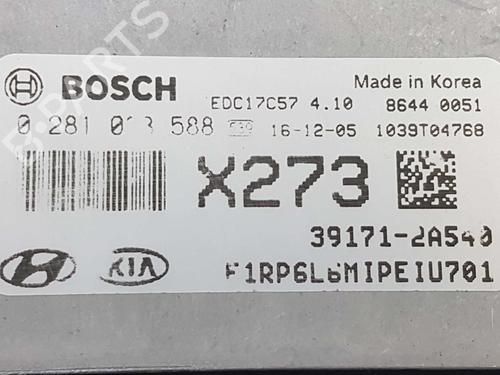 BOSCH
EDC17C57 4.10
Made in Korea
8644 0051
0 281 0 3 588
16-12-05
1039T04768
X273
39171-2A540
KIA
F1RP6L6MIPEIU701
B-PARTS